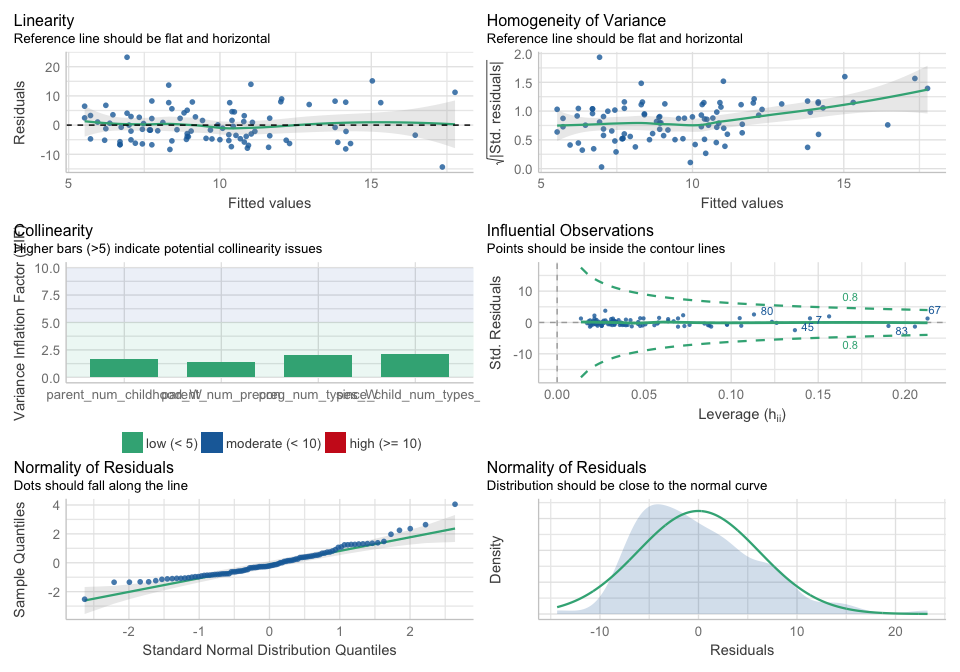 Linearity
Reference line should be flat and horizontal
Residuals
20
10
0
-10
5
10
15
Fitted values
Homogeneity of Variance
Reference line should be flat and horizontal
√|Std. residuals|
2.0
1.5
1.0
0.5
0.0
5
10
15
Fitted values
Collinearity
Higher bars (>5) indicate potential collinearity issues
Variance Inflation Factor
10.0
7.5
5.0
2.5
0.0
parent_num_childhood_W
parent_num_prepreg
child_num_types_
low (< 5)
moderate (< 10)
high (>= 10)
Influential Observations
Points should be inside the contour lines
Std. Residuals
10
0
-10
0.8
0.8
80
7
45
83
67
0.00
0.05
0.10
0.15
0.20
Leverage (hᵢᵢ)
Normality of Residuals
Dots should fall along the line
Sample Quantiles
4
2
0
-2
-2
-1
0
1
2
Standard Normal Distribution Quantiles
Normality of Residuals
Distribution should be close to the normal curve
Density
-10
0
10
20
Residuals